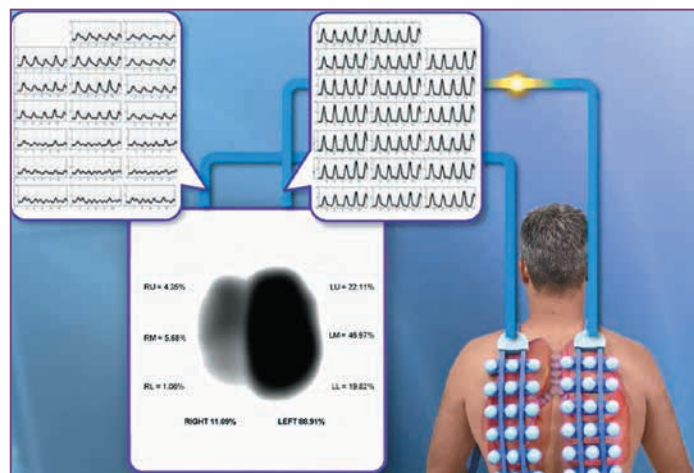 RU = 4.35% LU = 22.11%
RM = 5.68% LM = 46.97%
RL = 1.06% LL = 19.82%
RIGHT 11.09% LEFT 88.91%